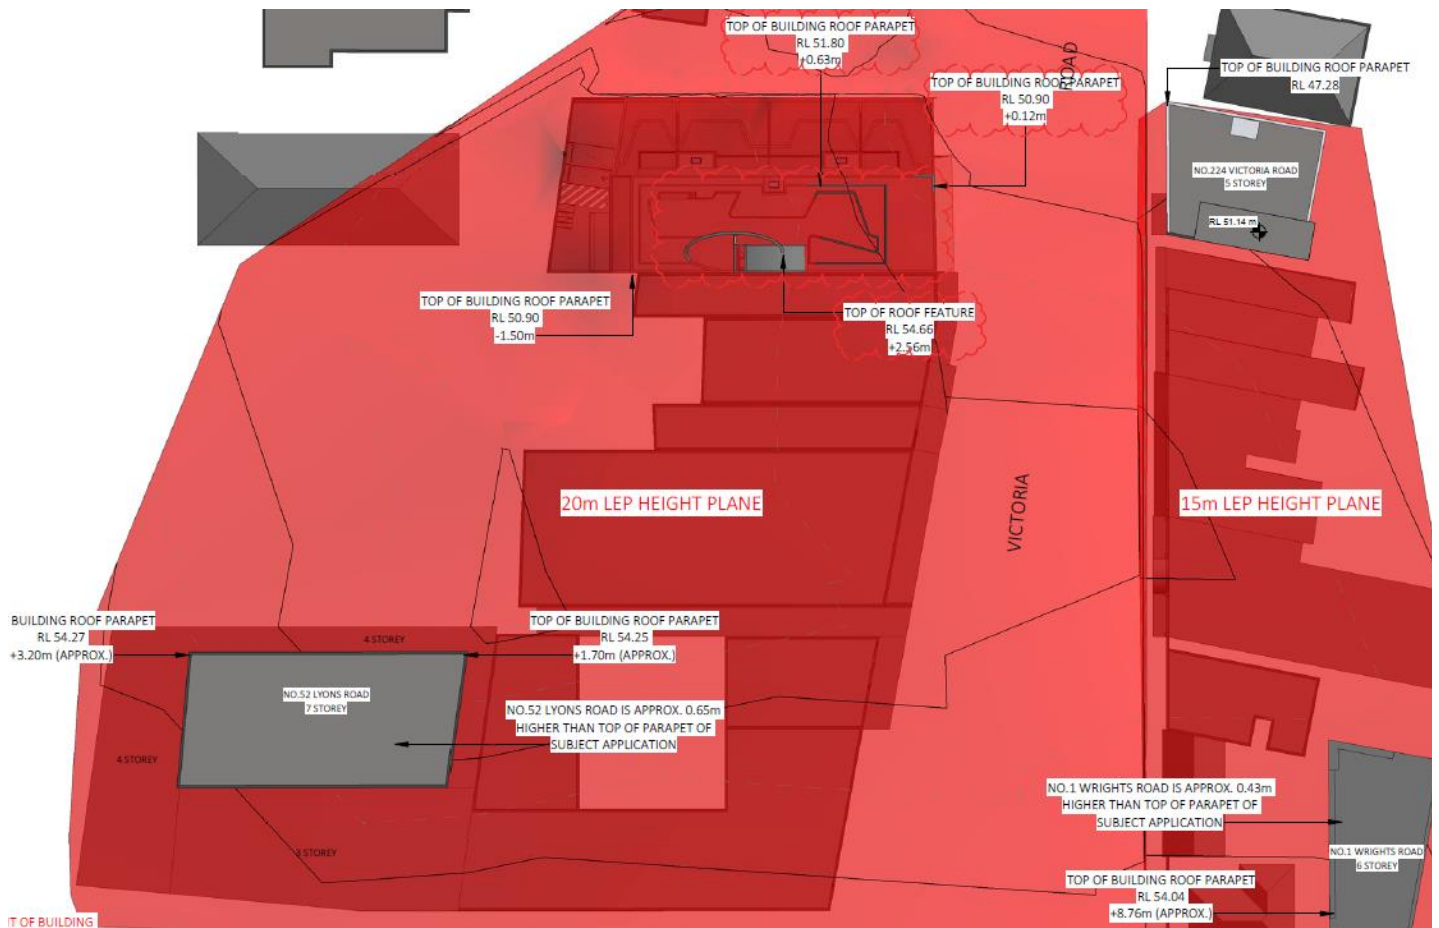 TOP OF BUILDING ROOF PARAPET
RL 51.80
+0.63m
ROAD
TOP OF BUILDING ROOF PARAPET
RL 50.90
+0.12m
TOP OF BUILDING ROOF PARAPET
RL 47.28
NO.224 VICTORIA ROAD
5 STOREY
RL 51.14 m
TOP OF BUILDING ROOF PARAPET
RL 50.90
-1.50m
TOP OF ROOF FEATURE
RL 54.66
+2.56m
20m LEP HEIGHT PLANE
VICTORIA
15m LEP HEIGHT PLANE
BUILDING ROOF PARAPET
RL 54.27
+3.20m (APPROX.)
4 STOREY
TOP OF BUILDING ROOF PARAPET
RL 54.25
+1.70m (APPROX.)
NO.52 LYONS ROAD
7 STOREY
NO.52 LYONS ROAD IS APPROX. 0.65m
HIGHER THAN TOP OF PARAPET OF
SUBJECT APPLICATION
4 STOREY
3 STOREY
NO.1 WRIGHTS ROAD IS APPROX. 0.43m
HIGHER THAN TOP OF PARAPET OF
SUBJECT APPLICATION
NO.1 WRIGHTS ROAD
6 STOREY
TOP OF BUILDING ROOF PARAPET
RL 54.04
+8.76m (APPROX.)
IT OF BUILDING